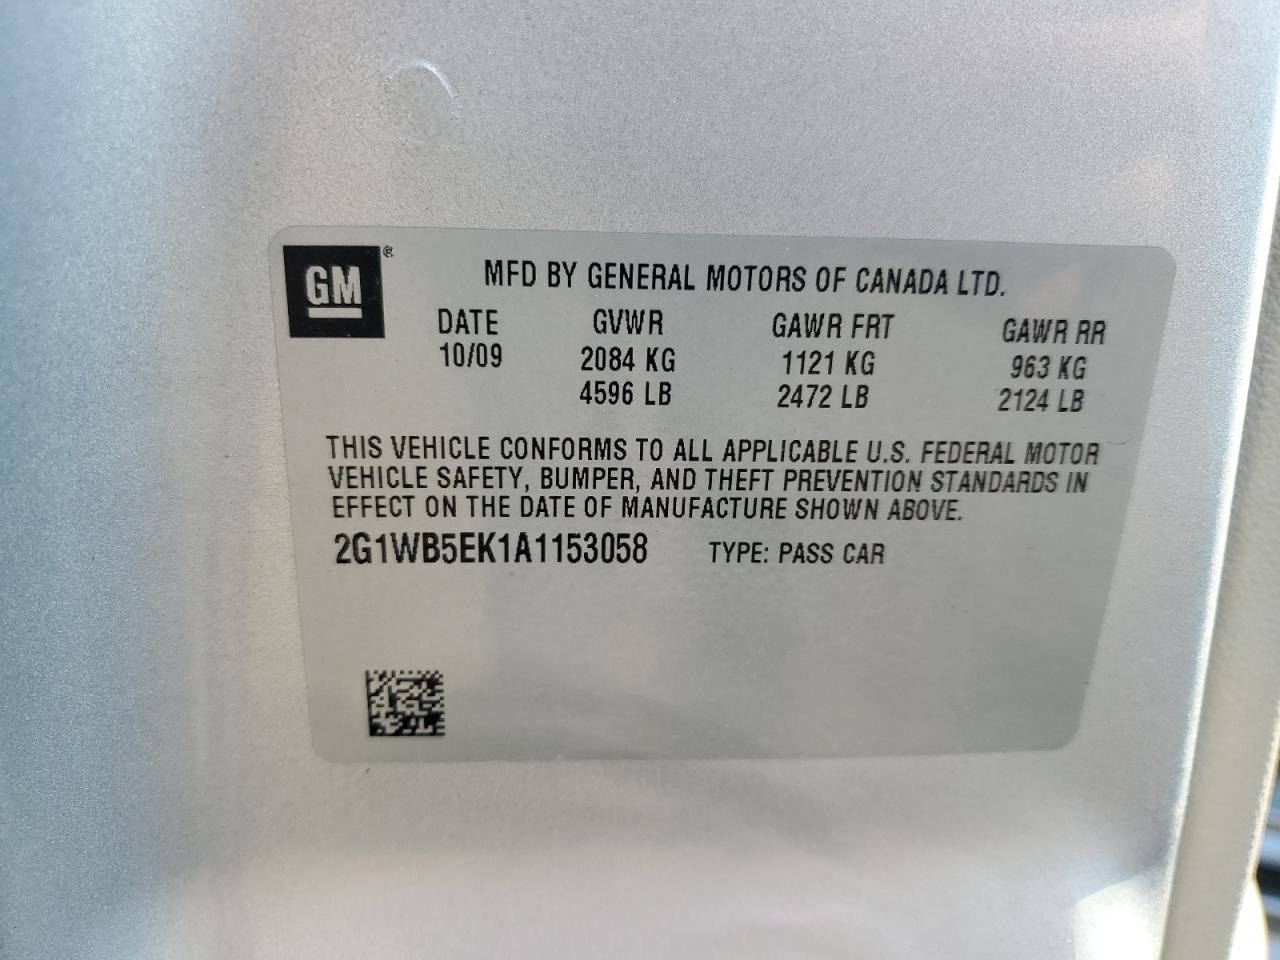 GM®
MFD BY GENERAL MOTORS OF CANADA LTD.
DATE GVWR GAWR FRT GAWR RR
10/09 2084 KG 1121 KG 963 KG
4596 LB 2472 LB 2124 LB
THIS VEHICLE CONFORMS TO ALL APPLICABLE U.S. FEDERAL MOTOR
VEHICLE SAFETY, BUMPER, AND THEFT PREVENTION STANDARDS IN
EFFECT ON THE DATE OF MANUFACTURE SHOWN ABOVE.
2G1WB5EK1A1153058 TYPE: PASS CAR